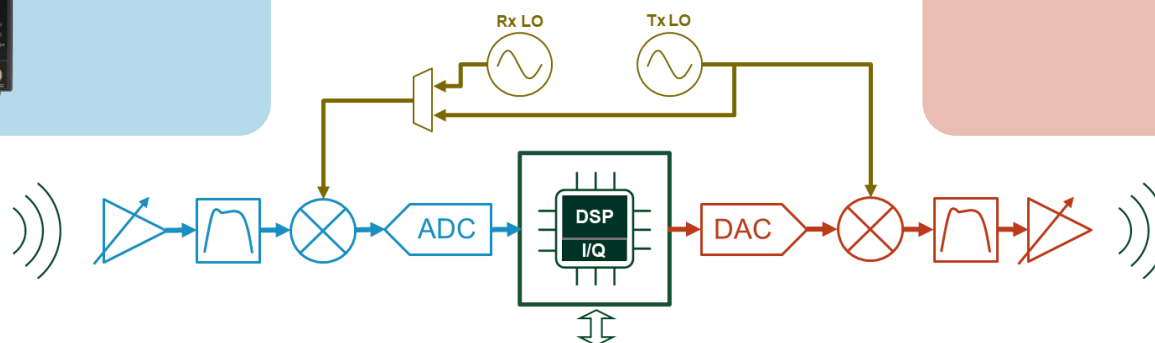 Rx LO
Tx LO
ADC
DSP
I/Q
DAC